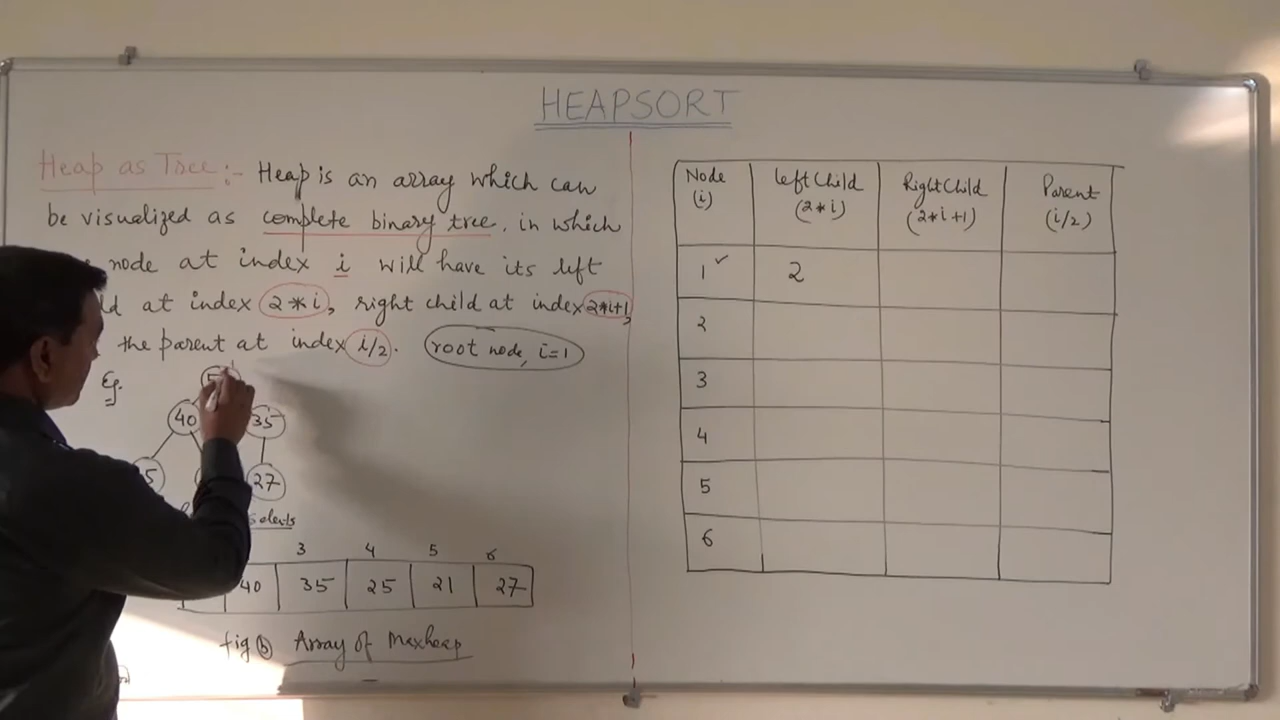 HEAPSORT
Heap as Tree :- Heap is an array which can
be visualized as complete binary tree, in which
node at index i will have its left
at index 2*i, right child at index 2*i+1,
the parent at index i/2. root node, i=1
Eg.
40 35
27
3 4 5 6
40 35 25 21 27
fig (b) Array of Maxheap
Node (i) Left Child (2*i) Right Child (2*i+1) Parent (i/2)
1 ✓ 2
2
3
4
5
6